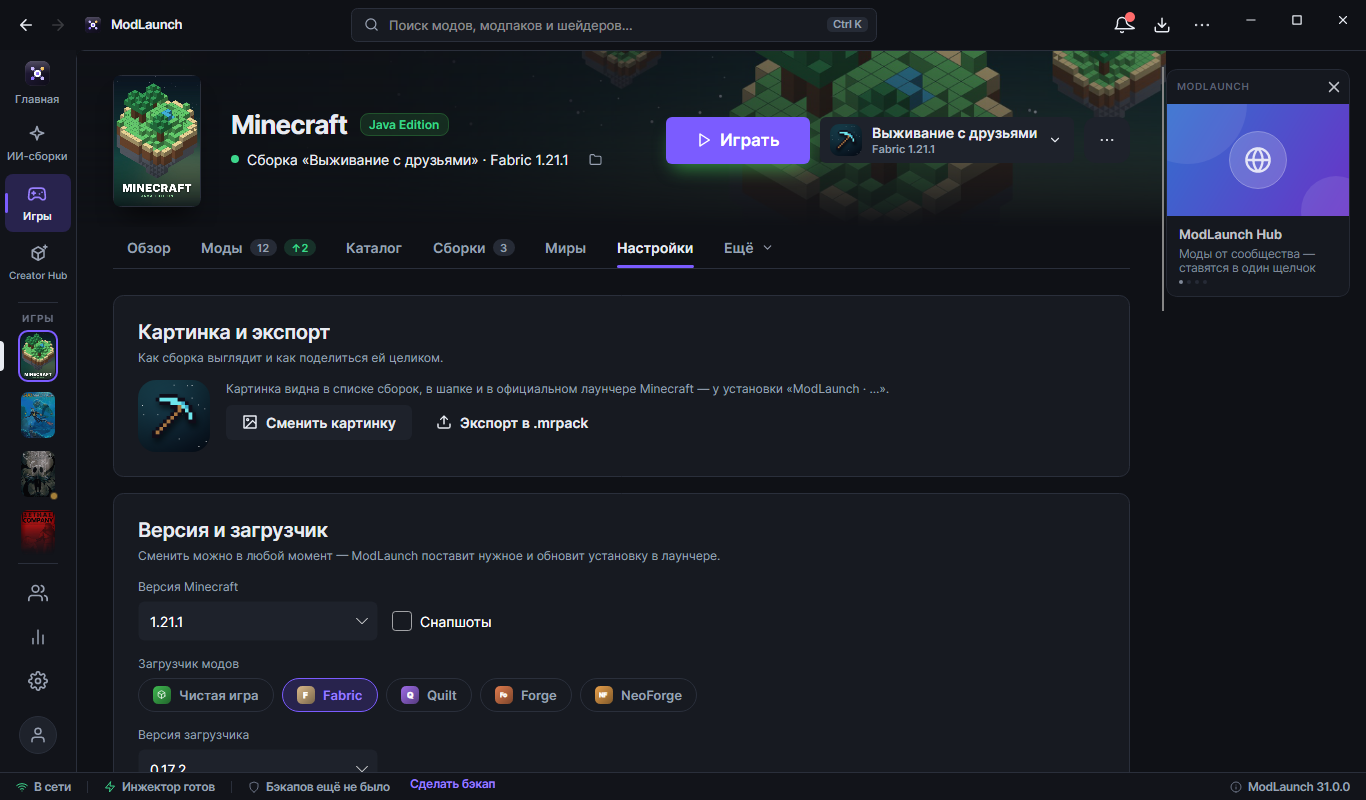 ModLaunch
Поиск модов, модпаков и шейдеров...
Ctrl K
Главная
ИИ-сборки
Игры
Creator Hub
ИГРЫ
MINECRAFT
MINECRAFT
Minecraft
Java Edition
Сборка «Выживание с друзьями» · Fabric 1.21.1
Играть
Выживание с друзьями
Fabric 1.21.1
MODLAUNCH
ModLaunch Hub
Моды от сообщества —
ставятся в один щелчок
Обзор
Моды 12 ↑2
Каталог
Сборки 3
Миры
Настройки
Ещё
Картинка и экспорт
Как сборка выглядит и как поделиться ей целиком.
Картинка видна в списке сборок, в шапке и в официальном лаунчере Minecraft — у установки «ModLaunch · ...».
Сменить картинку
Экспорт в .mrpack
Версия и загрузчик
Сменить можно в любой момент — ModLaunch поставит нужное и обновит установку в лаунчере.
Версия Minecraft
1.21.1
Снапшоты
Загрузчик модов
Чистая игра
F Fabric
Q Quilt
Fo Forge
NF NeoForge
Версия загрузчика
0.17.2
В сети
Инжектор готов
Бэкапов ещё не было
Сделать бэкап
ModLaunch 31.0.0